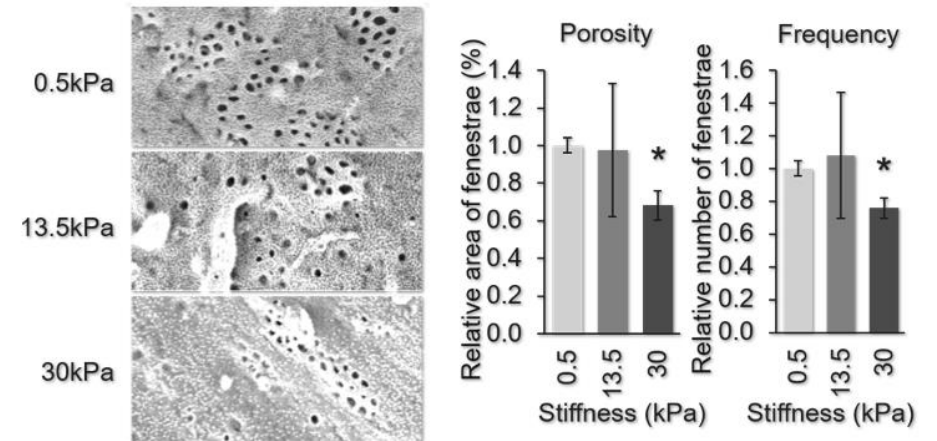 0.5kPa
13.5kPa
30kPa
Porosity
Relative area of fenestrae (%)
1.4
1.2
1.0
0.8
0.6
0.4
0.2
0.0
*
0.5
13.5
30
Stiffness (kPa)
Frequency
Relative number of fenestrae
1.6
1.4
1.2
1.0
0.8
0.6
0.4
0.2
0.0
*
0.5
13.5
30
Stiffness (kPa)